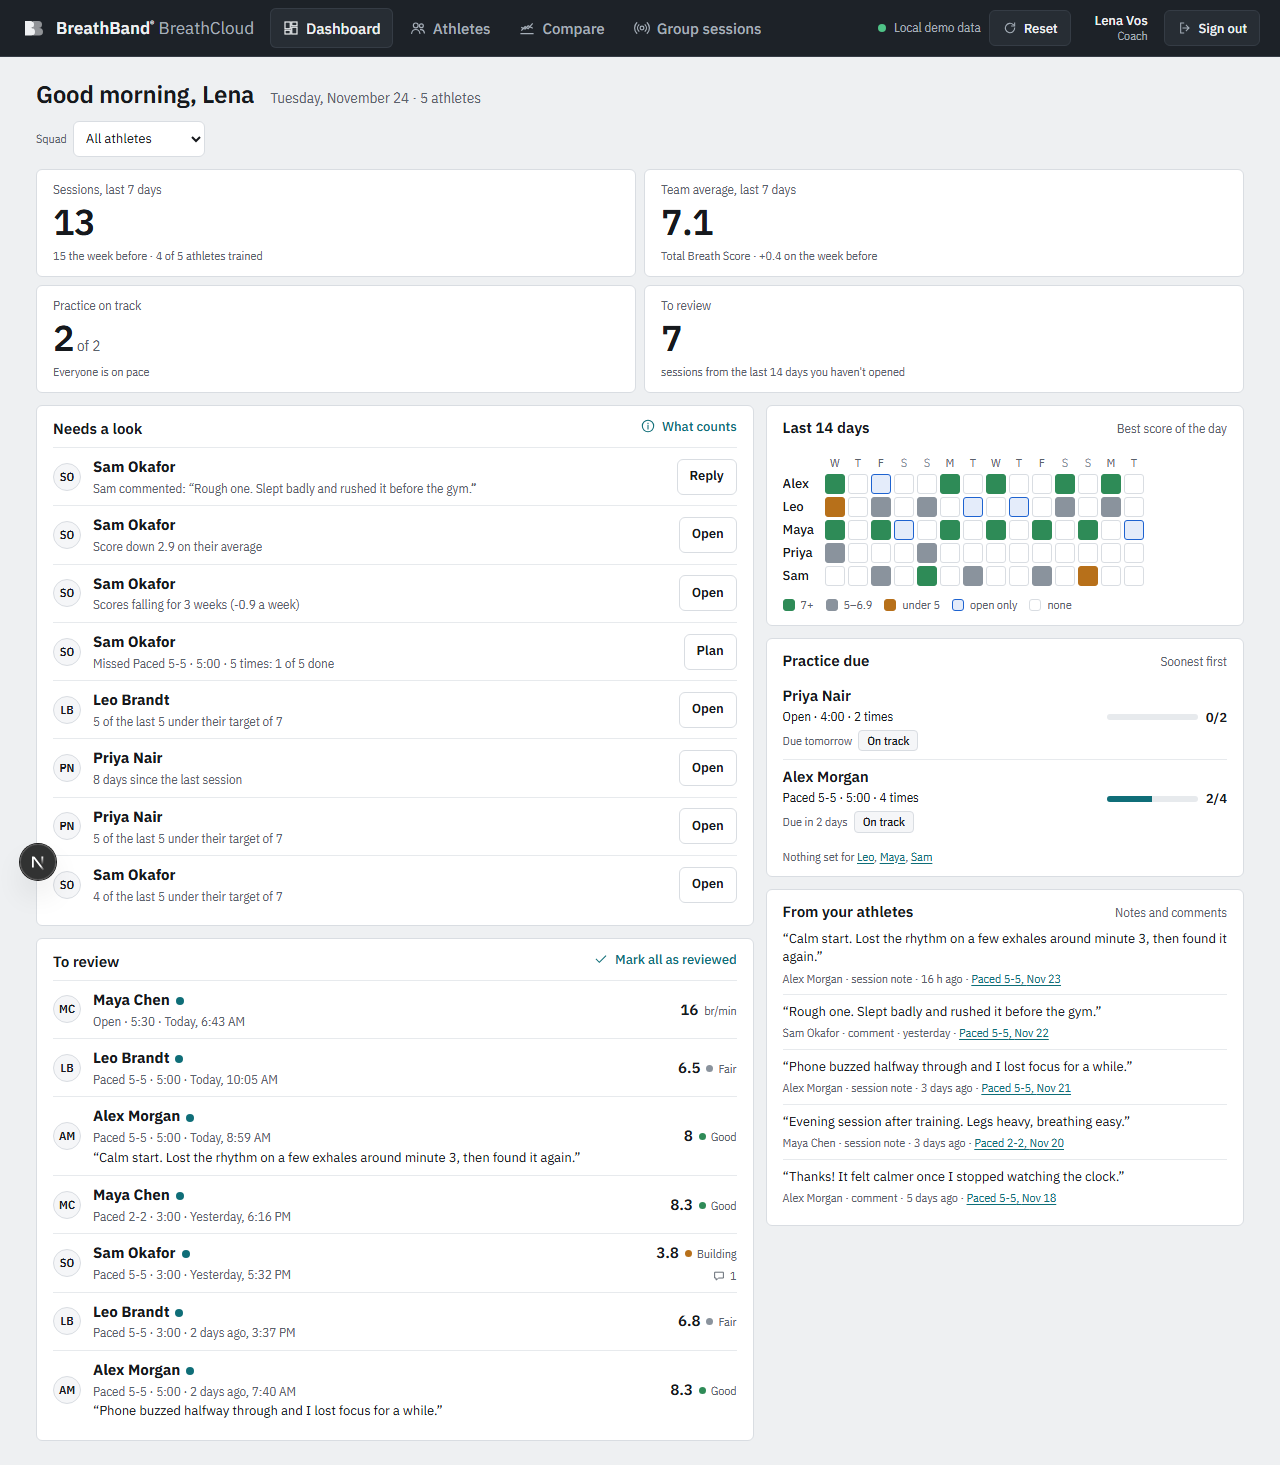 BreathBand® BreathCloud
Dashboard
Athletes
Compare
Group sessions
Local demo data
Reset
Lena Vos
Coach
Sign out
Good morning, Lena
Tuesday, November 24 · 5 athletes
Squad
All athletes
Sessions, last 7 days
13
15 the week before · 4 of 5 athletes trained
Team average, last 7 days
7.1
Total Breath Score · +0.4 on the week before
Practice on track
2 of 2
Everyone is on pace
To review
7
sessions from the last 14 days you haven't opened
Needs a look
What counts
SO
Sam Okafor
Sam commented: “Rough one. Slept badly and rushed it before the gym.”
Reply
SO
Sam Okafor
Score down 2.9 on their average
Open
SO
Sam Okafor
Scores falling for 3 weeks (-0.9 a week)
Open
SO
Sam Okafor
Missed Paced 5-5 · 5:00 · 5 times: 1 of 5 done
Plan
LB
Leo Brandt
5 of the last 5 under their target of 7
Open
PN
Priya Nair
8 days since the last session
Open
PN
Priya Nair
5 of the last 5 under their target of 7
Open
N
SO
Sam Okafor
4 of the last 5 under their target of 7
Open
To review
Mark all as reviewed
MC
Maya Chen
Open · 5:30 · Today, 6:43 AM
16 br/min
LB
Leo Brandt
Paced 5-5 · 5:00 · Today, 10:05 AM
6.5 Fair
AM
Alex Morgan
Paced 5-5 · 5:00 · Today, 8:59 AM
“Calm start. Lost the rhythm on a few exhales around minute 3, then found it again.”
8 Good
MC
Maya Chen
Paced 2-2 · 3:00 · Yesterday, 6:16 PM
8.3 Good
SO
Sam Okafor
Paced 5-5 · 3:00 · Yesterday, 5:32 PM
3.8 Building
1
LB
Leo Brandt
Paced 5-5 · 3:00 · 2 days ago, 3:37 PM
6.8 Fair
AM
Alex Morgan
Paced 5-5 · 5:00 · 2 days ago, 7:40 AM
“Phone buzzed halfway through and I lost focus for a while.”
8.3 Good
Last 14 days
Best score of the day
W T F S S M T W T F S S M T
Alex
Leo
Maya
Priya
Sam
7+ 5–6.9 under 5 open only none
Practice due
Soonest first
Priya Nair
Open · 4:00 · 2 times
0/2
Due tomorrow On track
Alex Morgan
Paced 5-5 · 5:00 · 4 times
2/4
Due in 2 days On track
Nothing set for Leo, Maya, Sam
From your athletes
Notes and comments
“Calm start. Lost the rhythm on a few exhales around minute 3, then found it
again.”
Alex Morgan · session note · 16 h ago · Paced 5-5, Nov 23
“Rough one. Slept badly and rushed it before the gym.”
Sam Okafor · comment · yesterday · Paced 5-5, Nov 22
“Phone buzzed halfway through and I lost focus for a while.”
Alex Morgan · session note · 3 days ago · Paced 5-5, Nov 21
“Evening session after training. Legs heavy, breathing easy.”
Maya Chen · session note · 3 days ago · Paced 2-2, Nov 20
“Thanks! It felt calmer once I stopped watching the clock.”
Alex Morgan · comment · 5 days ago · Paced 5-5, Nov 18